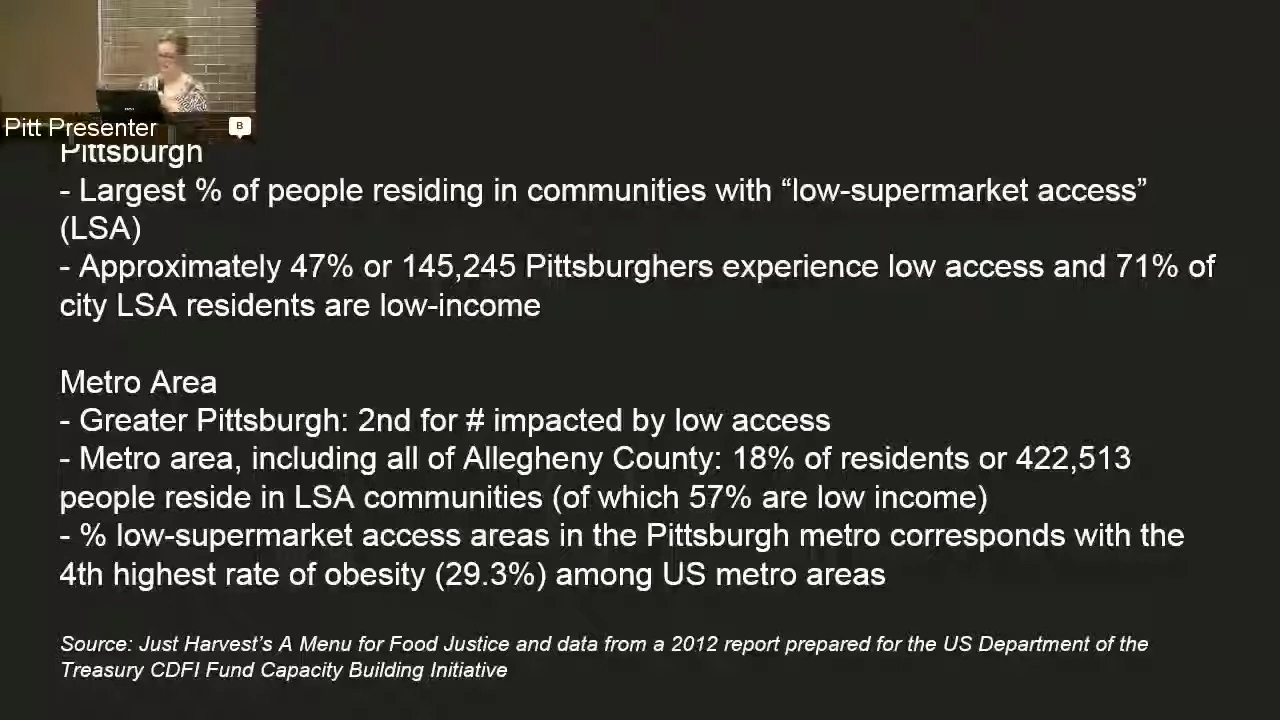 Pitt Presenter
B
Pittsburgh
- Largest % of people residing in communities with “low-supermarket access”
(LSA)
- Approximately 47% or 145,245 Pittsburghers experience low access and 71% of
city LSA residents are low-income
Metro Area
- Greater Pittsburgh: 2nd for # impacted by low access
- Metro area, including all of Allegheny County: 18% of residents or 422,513
people reside in LSA communities (of which 57% are low income)
- % low-supermarket access areas in the Pittsburgh metro corresponds with the
4th highest rate of obesity (29.3%) among US metro areas
Source: Just Harvest’s A Menu for Food Justice and data from a 2012 report prepared for the US Department of the
Treasury CDFI Fund Capacity Building Initiative